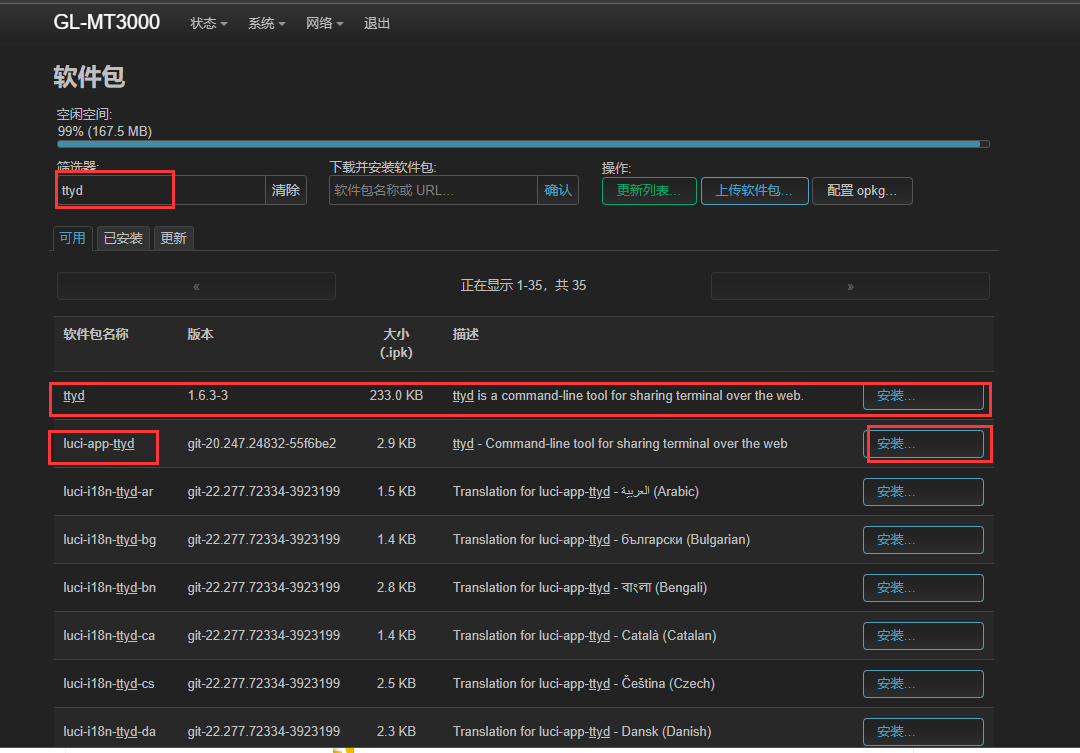 GL-MT3000 状态 系统 网络 退出
软件包
空闲空间:
99% (167.5 MB)
筛选器: 下载并安装软件包: 操作:
ttyd 清除 软件包名称或 URL... 确认 更新列表... 上传软件包... 配置 opkg...
可用 已安装 更新
« 正在显示 1-35，共 35 »
软件包名称 版本 大小 描述
(.ipk)
ttyd 1.6.3-3 233.0 KB ttyd is a command-line tool for sharing terminal over the web. 安装...
luci-app-ttyd git-20.247.24832-55f6be2 2.9 KB ttyd - Command-line tool for sharing terminal over the web 安装...
luci-i18n-ttyd-ar git-22.277.72334-3923199 1.5 KB Translation for luci-app-ttyd - العربية (Arabic) 安装...
luci-i18n-ttyd-bg git-22.277.72334-3923199 1.4 KB Translation for luci-app-ttyd - български (Bulgarian) 安装...
luci-i18n-ttyd-bn git-22.277.72334-3923199 2.8 KB Translation for luci-app-ttyd - বাংলা (Bengali) 安装...
luci-i18n-ttyd-ca git-22.277.72334-3923199 1.4 KB Translation for luci-app-ttyd - Català (Catalan) 安装...
luci-i18n-ttyd-cs git-22.277.72334-3923199 2.5 KB Translation for luci-app-ttyd - Čeština (Czech) 安装...
luci-i18n-ttyd-da git-22.277.72334-3923199 2.3 KB Translation for luci-app-ttyd - Dansk (Danish) 安装...